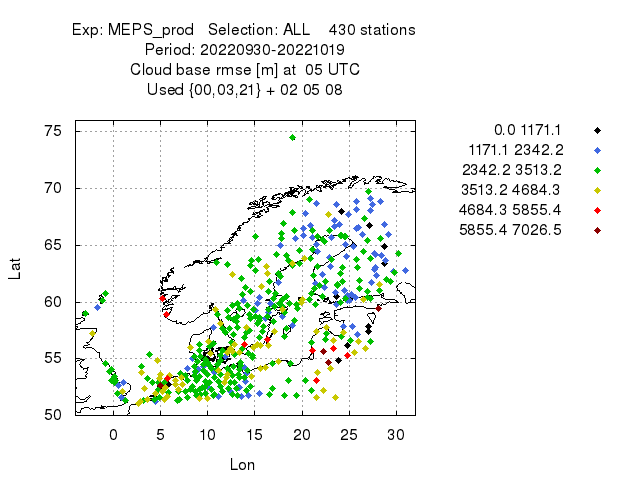 Exp: MEPS_prod   Selection: ALL    430 stations
Period: 20220930-20221019
Cloud base rmse [m] at  05 UTC
Used {00,03,21} + 02 05 08
0.0 1171.1
1171.1 2342.2
2342.2 3513.2
3513.2 4684.3
4684.3 5855.4
5855.4 7026.5
75
70
65
60
55
50
Lat
0 5 10 15 20 25 30
Lon